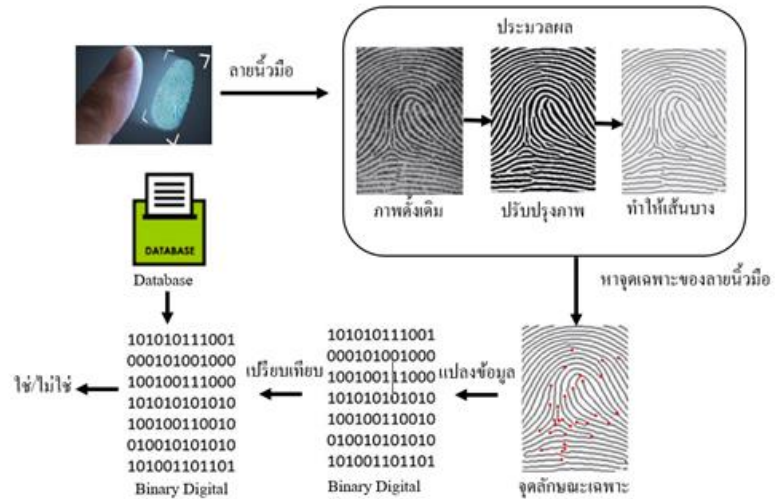 ประมวลผล
ลายนิ้วมือ
ภาพดั้งเดิม
ปรับปรุงภาพ
ทำให้เส้นบาง
DATABASE
Database
หาจุดเฉพาะของลายนิ้วมือ
ใช่/ไม่ใช่
101010111001
000101001000
100100111000
101010101010
100100110010
010010101010
101001101101
Binary Digital
เปรียบเทียบ
101010111001
000101001000
100100111000
101010101010
100100110010
010010101010
101001101101
Binary Digital
แปลงข้อมูล
จุดลักษณะเฉพาะ